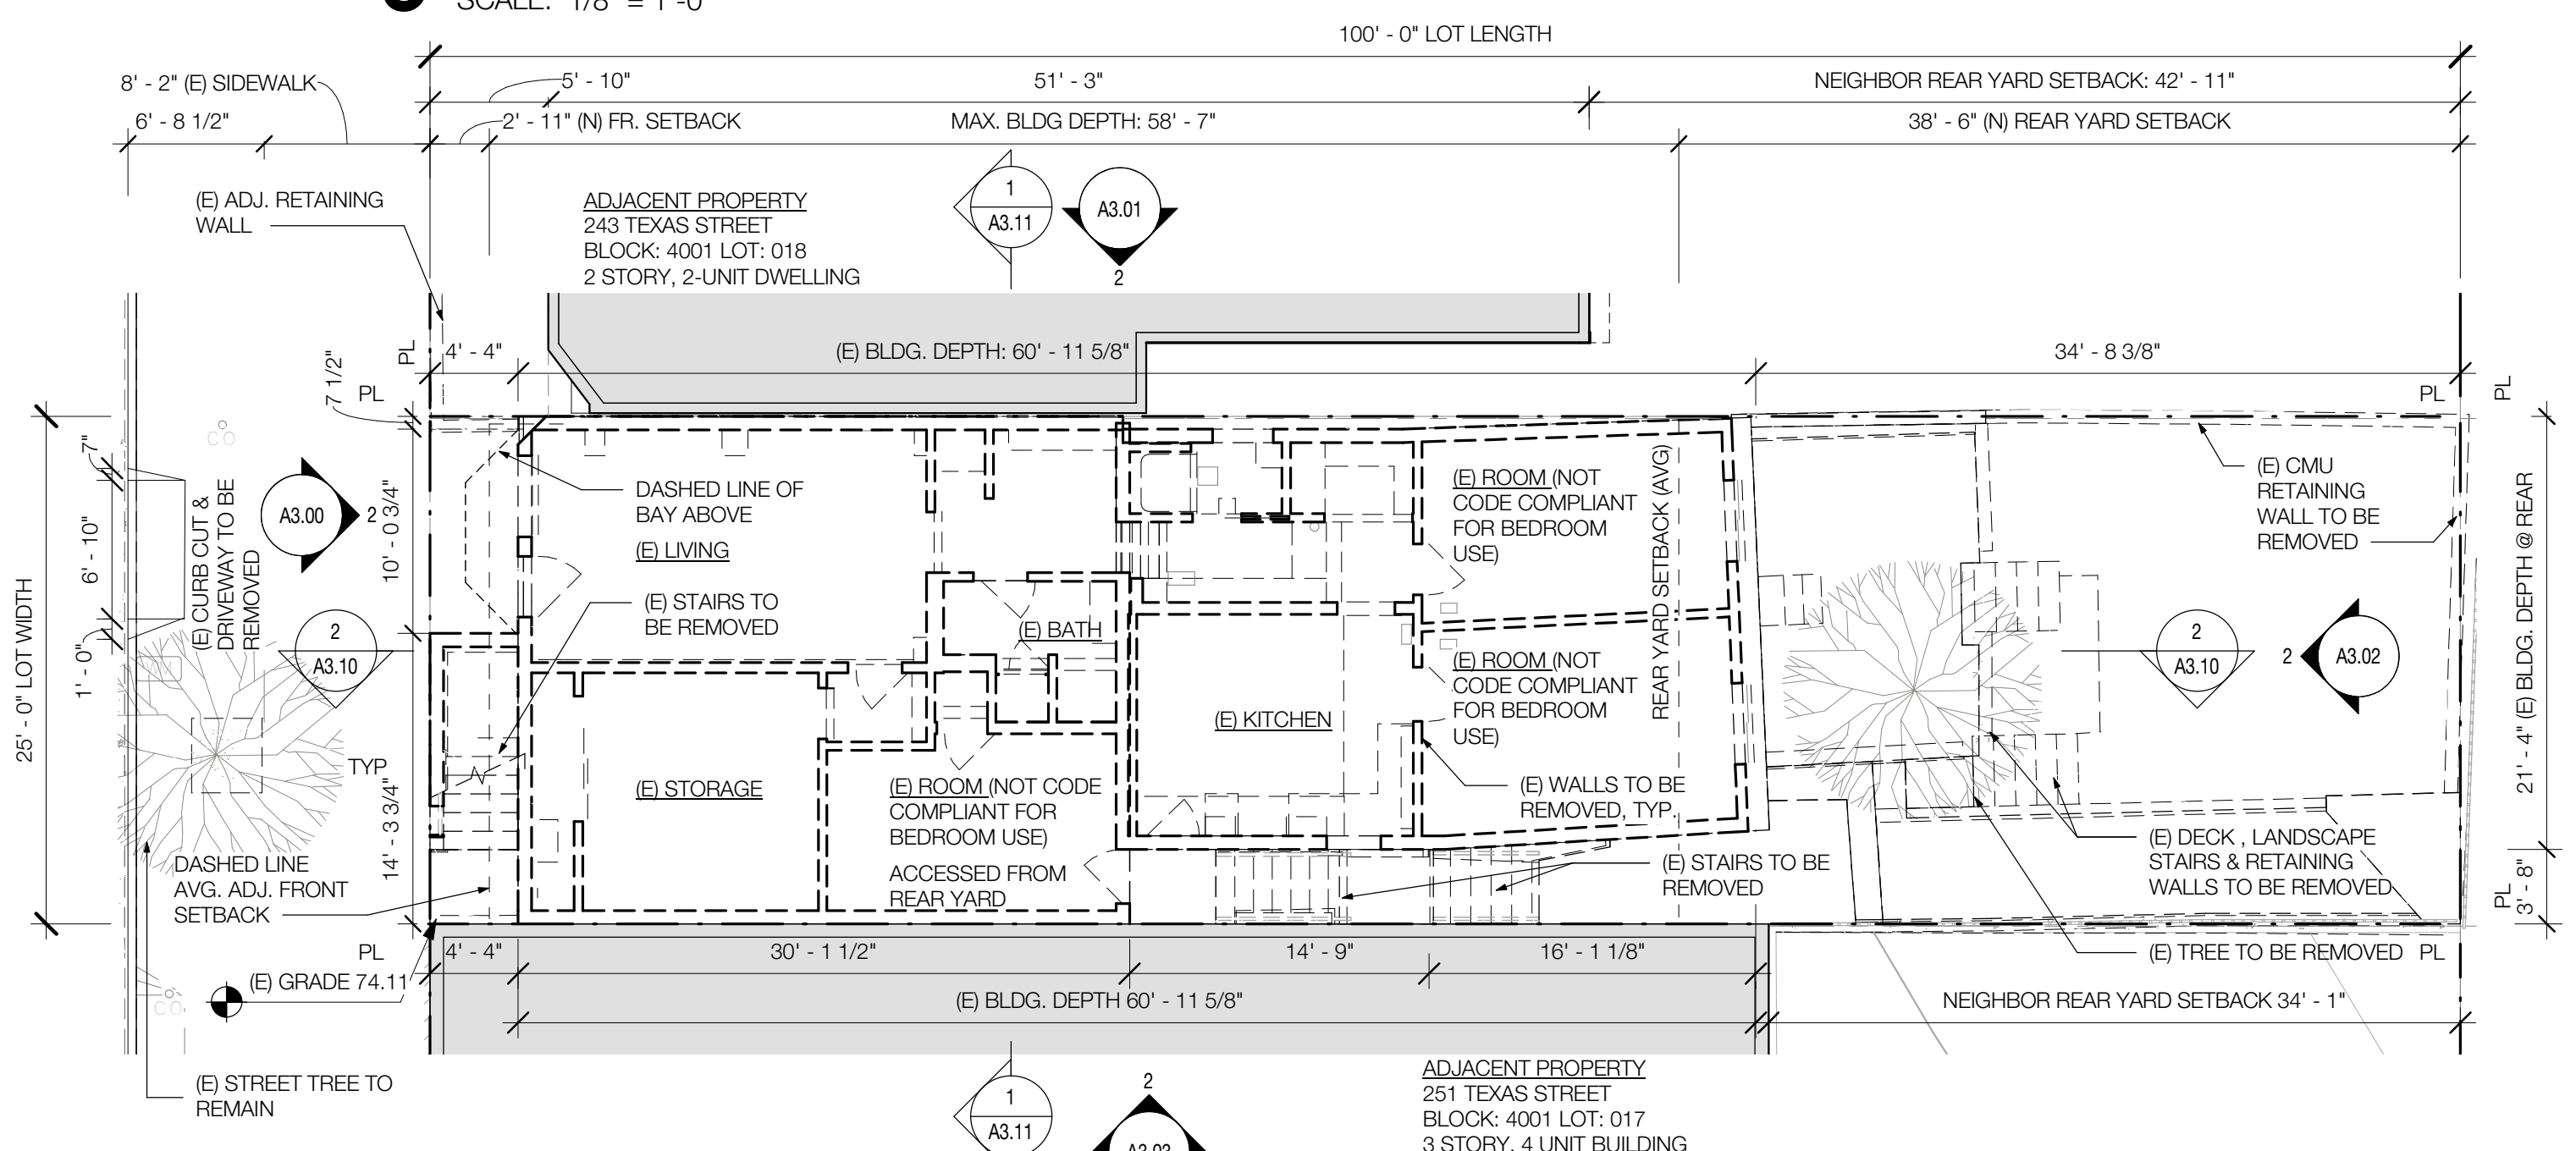 SCALE: 1/8" = 1'-0"
100' - 0" LOT LENGTH
8' - 2" (E) SIDEWALK
5' - 10"
51' - 3"
NEIGHBOR REAR YARD SETBACK: 42' - 11"
6' - 8 1/2"
2' - 11" (N) FR. SETBACK
MAX. BLDG DEPTH: 58' - 7"
38' - 6" (N) REAR YARD SETBACK
(E) ADJ. RETAINING
WALL
ADJACENT PROPERTY
243 TEXAS STREET
BLOCK: 4001 LOT: 018
2 STORY, 2-UNIT DWELLING
1
A3.11
A3.01
2
7 1/2"
PL
PL
4' - 4"
(E) BLDG. DEPTH: 60' - 11 5/8"
34' - 8 3/8"
PL
PL
25' - 0" LOT WIDTH
7"
6' - 10"
1' - 0"
CO
(E) CURB CUT &
DRIVEWAY TO BE
REMOVED
A3.00
2
10' - 0 3/4"
2
A3.10
DASHED LINE OF
BAY ABOVE
(E) LIVING
(E) STAIRS TO
BE REMOVED
(E) BATH
(E) STORAGE
(E) ROOM (NOT CODE
COMPLIANT FOR
BEDROOM USE)
ACCESSED FROM
REAR YARD
(E) KITCHEN
(E) ROOM (NOT
CODE COMPLIANT
FOR BEDROOM
USE)
(E) ROOM (NOT
CODE COMPLIANT
FOR BEDROOM
USE)
REAR YARD SETBACK (AVG)
(E) WALLS TO BE
REMOVED, TYP.
(E) STAIRS TO BE
REMOVED
(E) CMU
RETAINING
WALL TO BE
REMOVED
2
A3.10
2
A3.02
21' - 4" (E) BLDG. DEPTH @ REAR
3' - 8"
PL
(E) DECK , LANDSCAPE
STAIRS & RETAINING
WALLS TO BE REMOVED
(E) TREE TO BE REMOVED
PL
TYP
14' - 3 3/4"
DASHED LINE
AVG. ADJ. FRONT
SETBACK
PL
(E) GRADE 74.11
CO
4' - 4"
30' - 1 1/2"
14' - 9"
16' - 1 1/8"
(E) BLDG. DEPTH 60' - 11 5/8"
NEIGHBOR REAR YARD SETBACK 34' - 1"
(E) STREET TREE TO
REMAIN
1
A3.11
2
ADJACENT PROPERTY
251 TEXAS STREET
BLOCK: 4001 LOT: 017
3 STORY, 4 UNIT BUILDING